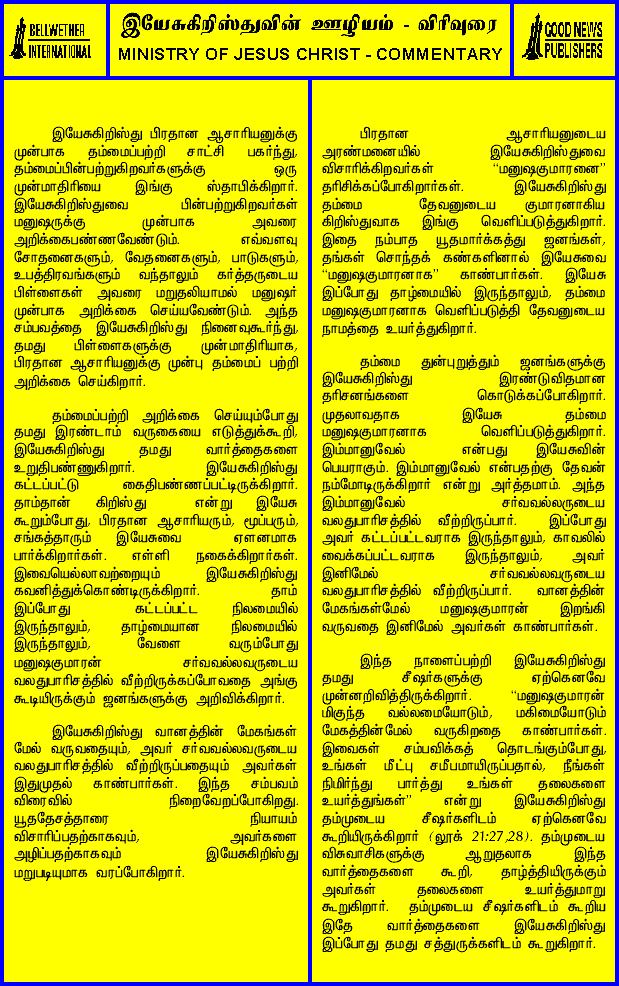 BELLWETHER
INTERNATIONAL
இயேசுகிறிஸ்துவின் ஊழியம் - விரிவுரை
MINISTRY OF JESUS CHRIST - COMMENTARY
GOOD NEWS
PUBLISHERS
இயேசுகிறிஸ்து பிரதான ஆசாரியனுக்கு
முன்பாக தம்மைப்பற்றி சாட்சி பகர்ந்து,
தம்மைப்பின்பற்றுகிறவர்களுக்கு ஒரு
முன்மாதிரியை இங்கு ஸ்தாபிக்கிறார்.
இயேசுகிறிஸ்துவை பின்பற்றுகிறவர்கள்
மனுஷருக்கு முன்பாக அவரை
அறிக்கைபண்ணவேண்டும். எவ்வளவு
சோதனைகளும், வேதனைகளும், பாடுகளும்,
உபத்திரவங்களும் வந்தாலும் கர்த்தருடைய
பிள்ளைகள் அவரை மறுதலியாமல் மனுஷர்
முன்பாக அறிக்கை செய்யவேண்டும். அந்த
சம்பவத்தை இயேசுகிறிஸ்து நினைவுகூர்ந்து,
தமது பிள்ளைகளுக்கு முன்மாதிரியாக,
பிரதான ஆசாரியனுக்கு முன்பு தம்மைப் பற்றி
அறிக்கை செய்கிறார்.
தம்மைப்பற்றி அறிக்கை செய்யும்போது
தமது இரண்டாம் வருகையை எடுத்துக்கூறி,
இயேசுகிறிஸ்து தமது வார்த்தைகளை
உறுதிபண்ணுகிறார். இயேசுகிறிஸ்து
கட்டப்பட்டு கைதிபண்ணப்பட்டிருக்கிறார்.
தாம்தான் கிறிஸ்து என்று இயேசு
கூறும்போது, பிரதான ஆசாரியரும், மூப்பரும்,
சங்கத்தாரும் இயேசுவை ஏளனமாக
பார்க்கிறார்கள். எள்ளி நகைக்கிறார்கள்.
இவையெல்லாவற்றையும் இயேசுகிறிஸ்து
கவனித்துக்கொண்டிருக்கிறார். தாம்
இப்போது கட்டப்பட்ட நிலமையில்
இருந்தாலும், தாழ்மையான நிலமையில்
இருந்தாலும், வேளை வரும்போது
மனுஷகுமாரன் சர்வவல்லவருடைய
வலதுபாரிசத்தில் வீற்றிருக்கப்போவதை அங்கு
கூடியிருக்கும் ஜனங்களுக்கு அறிவிக்கிறார்.
இயேசுகிறிஸ்து வானத்தின் மேகங்கள்
மேல் வருவதையும், அவர் சர்வவல்லவருடைய
வலதுபாரிசத்தில் வீற்றிருப்பதையும் அவர்கள்
இதுமுதல் காண்பார்கள். இந்த சம்பவம்
விரைவில் நிறைவேறப்போகிறது.
யூததேசத்தாரை நியாயம்
விசாரிப்பதற்காகவும், அவர்களை
அழிப்பதற்காகவும் இயேசுகிறிஸ்து
மறுபடியுமாக வரப்போகிறார்.
பிரதான ஆசாரியனுடைய
அரண்மனையில் இயேசுகிறிஸ்துவை
விசாரிக்கிறவர்கள் “மனுஷகுமாரனை”
தரிசிக்கப்போகிறார்கள். இயேசுகிறிஸ்து
தம்மை தேவனுடைய குமாரனாகிய
கிறிஸ்துவாக இங்கு வெளிப்படுத்துகிறார்.
இதை நம்பாத யூதமார்க்கத்து ஜனங்கள்,
தங்கள் சொந்தக் கண்களினால் இயேசுவை
“மனுஷகுமாரனாக” காண்பார்கள். இயேசு
இப்போது தாழ்மையில் இருந்தாலும், தம்மை
மனுஷகுமாரனாக வெளிப்படுத்தி தேவனுடைய
நாமத்தை உயர்த்துகிறார்.
தம்மை துன்புறுத்தும் ஜனங்களுக்கு
இயேசுகிறிஸ்து இரண்டுவிதமான
தரிசனங்களை கொடுக்கப்போகிறார்.
முதலாவதாக இயேசு தம்மை
மனுஷகுமாரனாக வெளிப்படுத்துகிறார்.
இம்மானுவேல் என்பது இயேசுவின்
பெயராகும். இம்மானுவேல் என்பதற்கு தேவன்
நம்மோடிருக்கிறார் என்று அர்த்தமாம். அந்த
இம்மானுவேல் சர்வவல்லருடைய
வலதுபாரிசத்தில் வீற்றிருப்பார். இப்போது
அவர் கட்டப்பட்டவராக இருந்தாலும், காவலில்
வைக்கப்பட்டவராக இருந்தாலும், அவர்
இனிமேல் சர்வவல்லவருடைய
வலதுபாரிசத்தில் வீற்றிருப்பார். வானத்தின்
மேகங்கள்மேல் மனுஷகுமாரன் இறங்கி
வருவதை இனிமேல் அவர்கள் காண்பார்கள்.
இந்த நாளைப்பற்றி இயேசுகிறிஸ்து
தமது சீஷர்களுக்கு ஏற்கெனவே
முன்னறிவித்திருக்கிறார். “மனுஷகுமாரன்
மிகுந்த வல்லமையோடும், மகிமையோடும்
மேகத்தின்மேல் வருகிறதை காண்பார்கள்.
இவைகள் சம்பவிக்கத் தொடங்கும்போது,
உங்கள் மீட்பு சமீபமாயிருப்பதால், நீங்கள்
நிமிர்ந்து பார்த்து உங்கள் தலைகளை
உயர்த்துங்கள்” என்று இயேசுகிறிஸ்து
தம்முடைய சீஷர்களிடம் ஏற்கெனவே
கூறியிருக்கிறார் (லூக் 21:27,28). தம்முடைய
விசுவாசிகளுக்கு ஆறுதலாக இந்த
வார்த்தைகளை கூறி, தாழ்த்தியிருக்கும்
அவர்கள் தலைகளை உயர்த்துமாறு
கூறுகிறார். தம்முடைய சீஷர்களிடம் கூறிய
இதே வார்த்தைகளை இயேசுகிறிஸ்து
இப்போது தமது சத்துருக்களிடம் கூறுகிறார்.